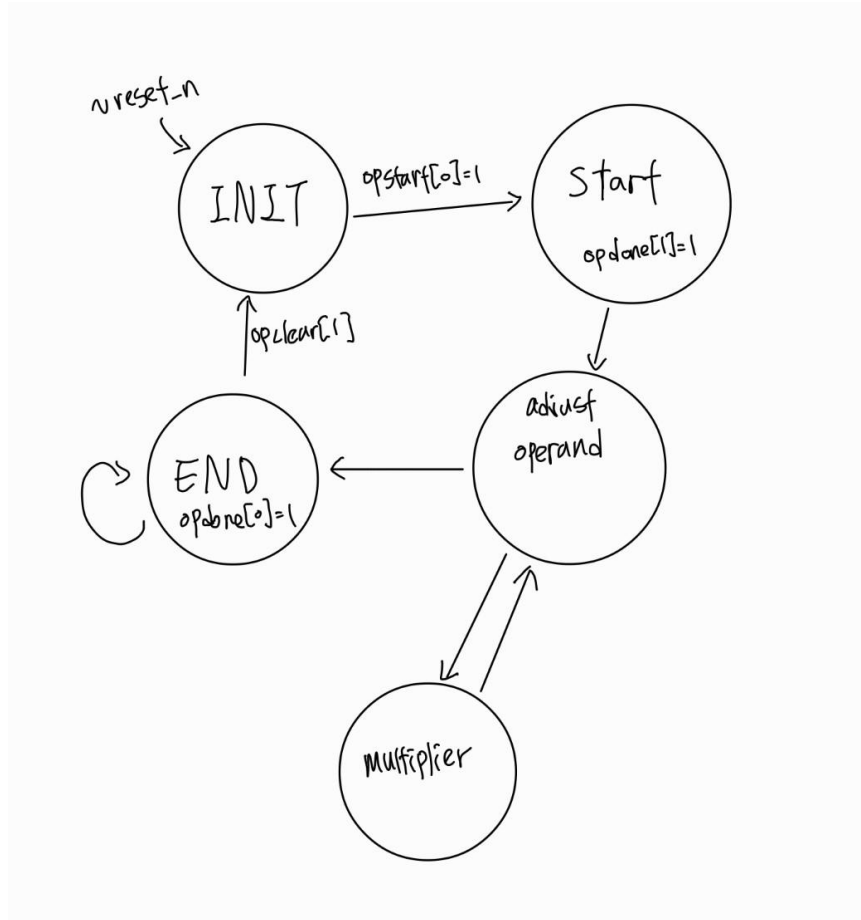 ~reset_n
INIT
opstart[0]=1
Start
opdone[1]=1
opclear[1]
adjust
operand
END
opdone[0]=1
multiplier